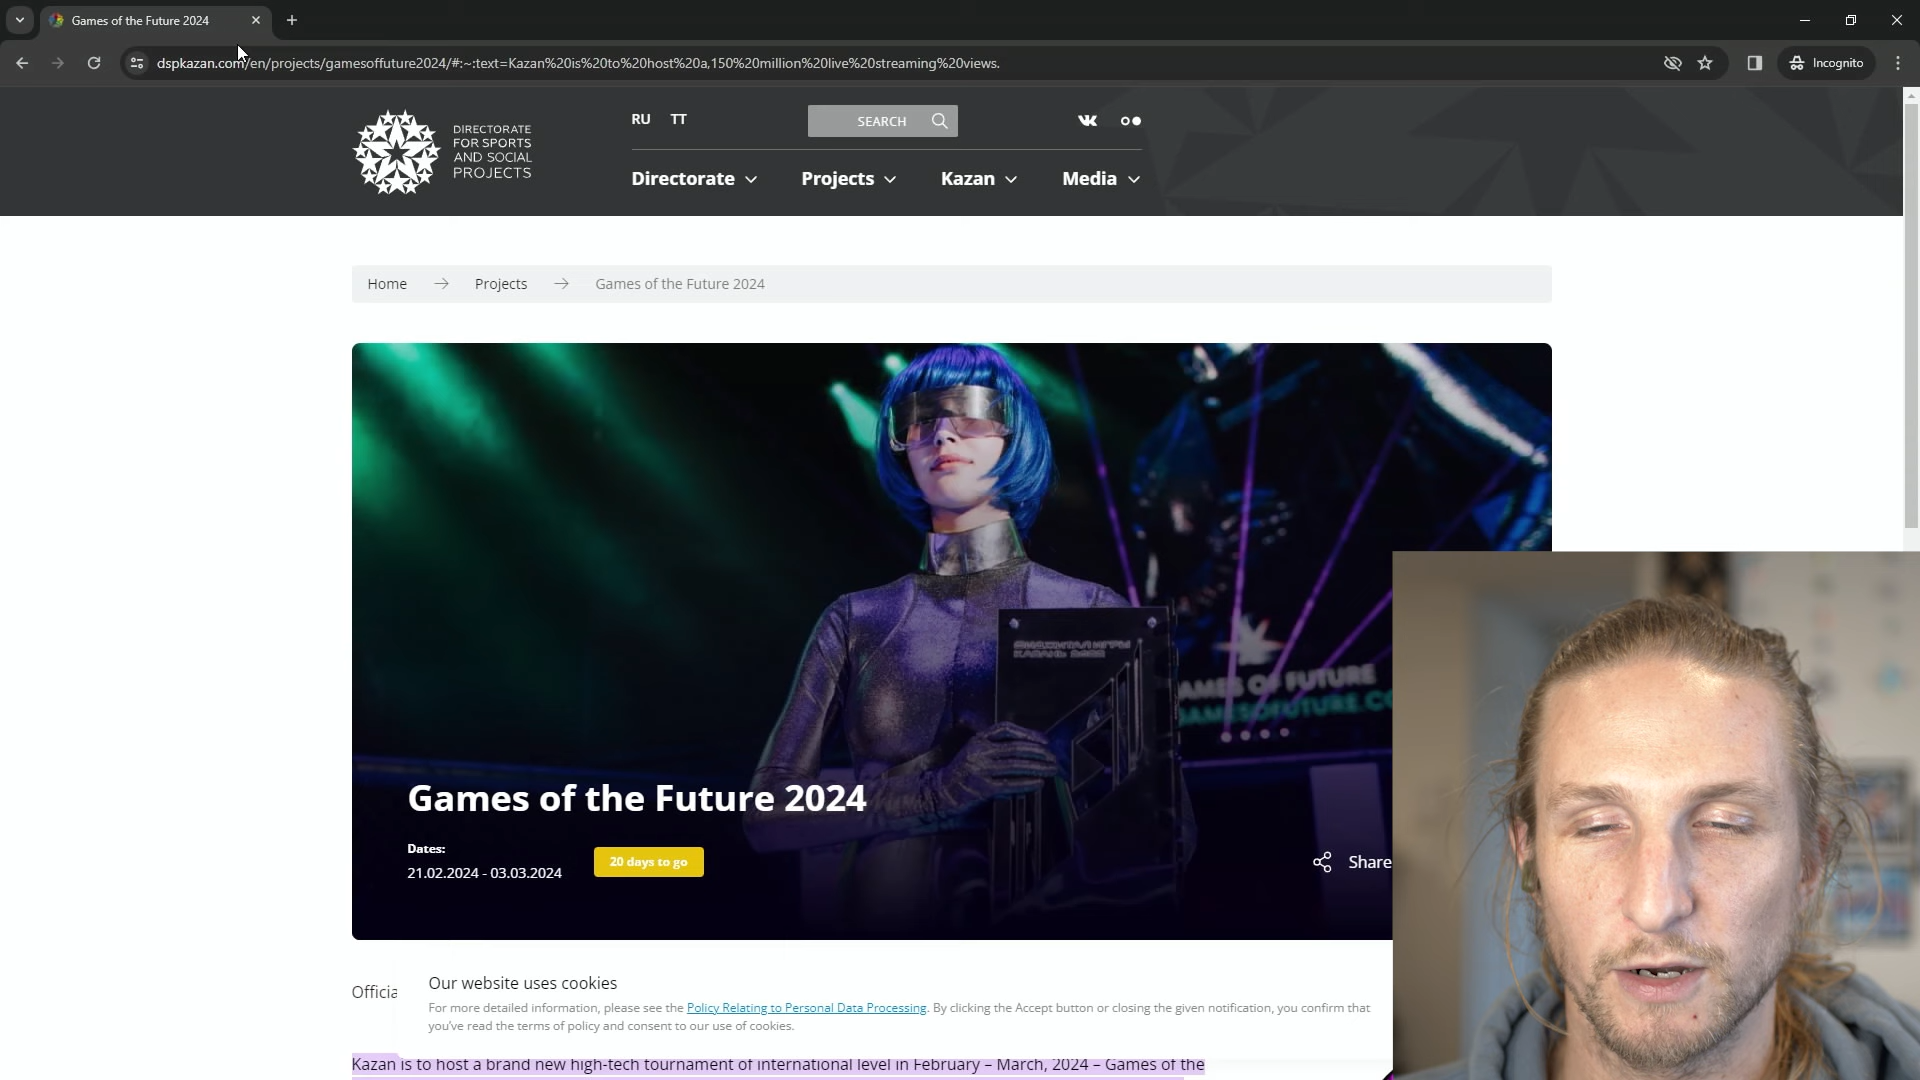 Games of the Future 2024
dspkazan.com/en/projects/gamesoffuture2024/#:~:text=Kazan%20is%20to%20host%20a,150%20million%20live%20streaming%20views.
Incognito
DIRECTORATE
FOR SPORTS
AND SOCIAL
PROJECTS
RU TT
SEARCH
Directorate Projects Kazan Media
Home → Projects → Games of the Future 2024
AMES OF FUTURE
Games of the Future 2024
Dates:
21.02.2024 - 03.03.2024
20 days to go
Share
Our website uses cookies
Officia
For more detailed information, please see the Policy Relating to Personal Data Processing. By clicking the Accept button or closing the given notification, you confirm that
you've read the terms of policy and consent to our use of cookies.
Kazan is to host a brand new high-tech tournament of international level in February – March, 2024 – Games of the